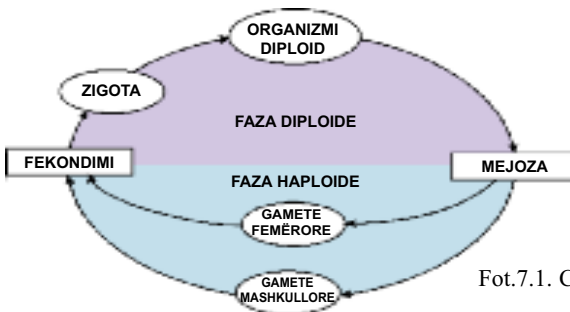 ORGANIZMI
DIPLOID
ZIGOTA
FAZA DIPLOIDE
FEKONDIMI
MEJOZA
FAZA HAPLOIDE
GAMETE
FEMËRORE
GAMETE
MASHKULLORE
Fot.7.1.